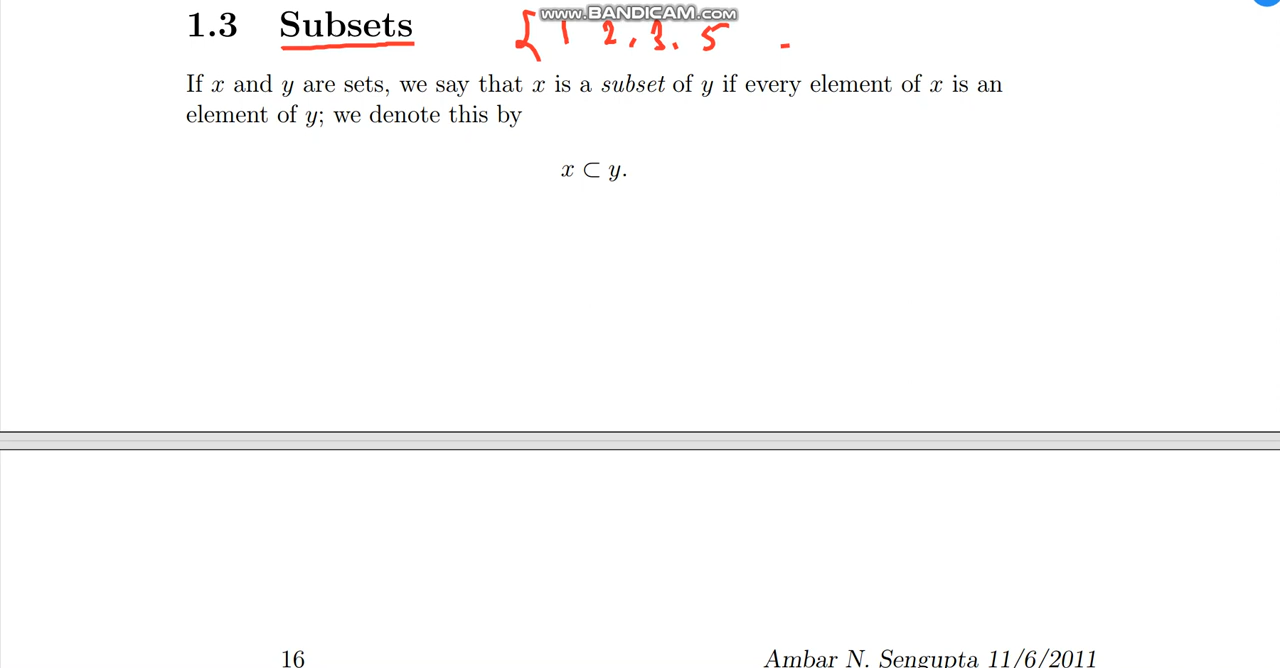 www.BANDICAM.com
1.3 Subsets { 1 2, 3. 5 -
If x and y are sets, we say that x is a subset of y if every element of x is an
element of y; we denote this by
x ⊂ y.
16 Ambar N. Sengupta 11/6/2011